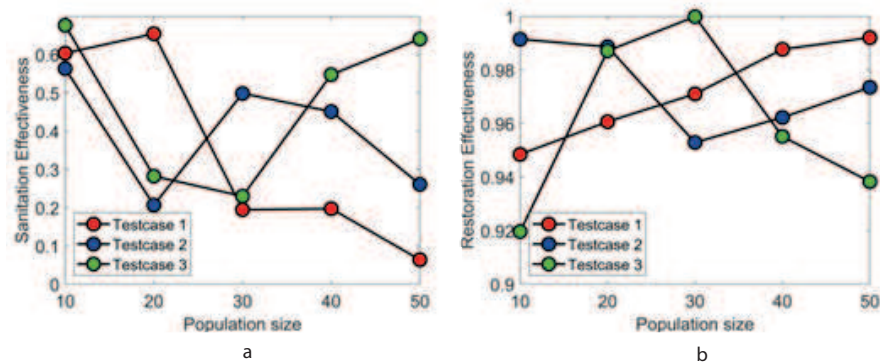 Sanitation Effectiveness
0.6
0.5
0.4
0.3
0.2
0.1
0
Testcase 1
Testcase 2
Testcase 3
10 20 30 40 50
Population size
a
Restoration Effectiveness
1
0.98
0.96
0.94
0.92
0.9
Testcase 1
Testcase 2
Testcase 3
10 20 30 40 50
Population size
b